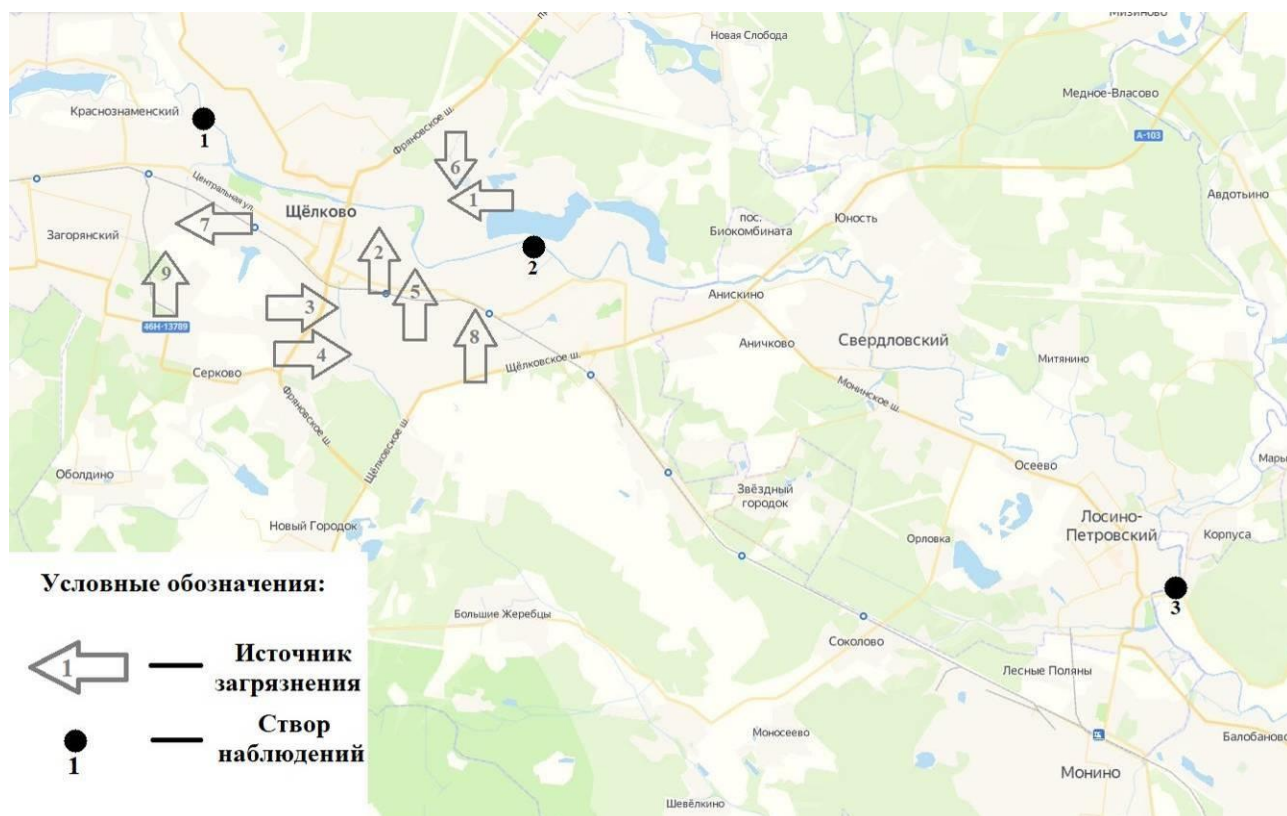 Мизиново
Новая Слобода
Медное-Власово
Краснознаменский
1
Фряновское ш.
А-103
6
1
Центральная ул.
Авдотьино
Щёлково
7
пос.
Биокомбината
Юность
Загорянский
2
2
9
5
Анискино
3
46Н-13789
8
Аничково
Свердловский
4
Щёлковское ш.
Митянино
Серково
Монинское ш.
Фряновское ш.
Щёлковское ш.
Осеево
Марь
Оболдино
Звёздный
городок
Лосино-
Петровский
Новый Городок
Орловка
Корпуса
3
Условные обозначения:
Большие Жеребцы
Соколово
1
Источник
загрязнения
Лесные Поляны
Створ
наблюдений
1
Моносеево
Балобаново
Монино
Шевёлкино